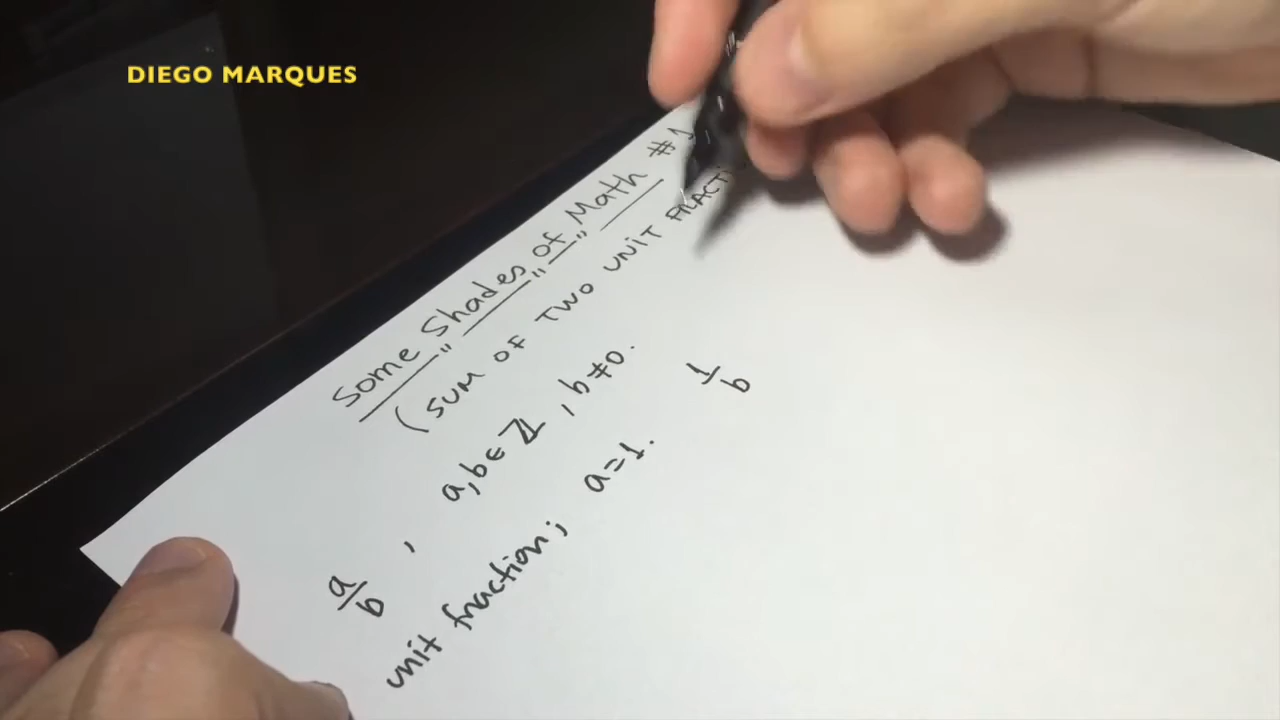 DIEGO MARQUES
Some Shades of Math #1
(SUM OF TWO UNIT
a/b , a,b∈ℤ , b≠0.
unit fraction; a=1. 1/b